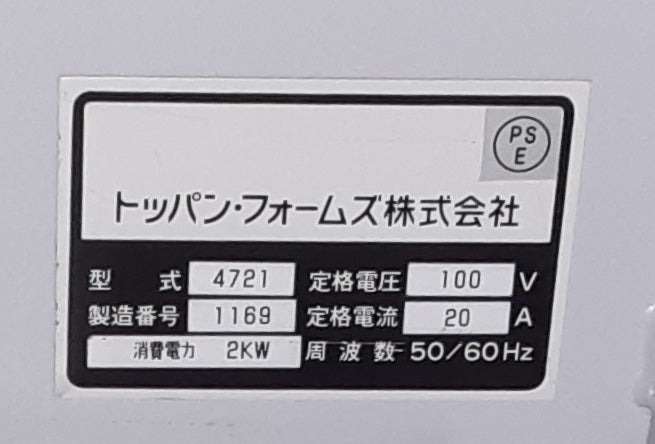 PS
E
トッパン・フォームズ株式会社
型 式 4721 定格電圧 100 V
製造番号 1169 定格電流 20 A
消費電力 2KW 周波数 50/60Hz